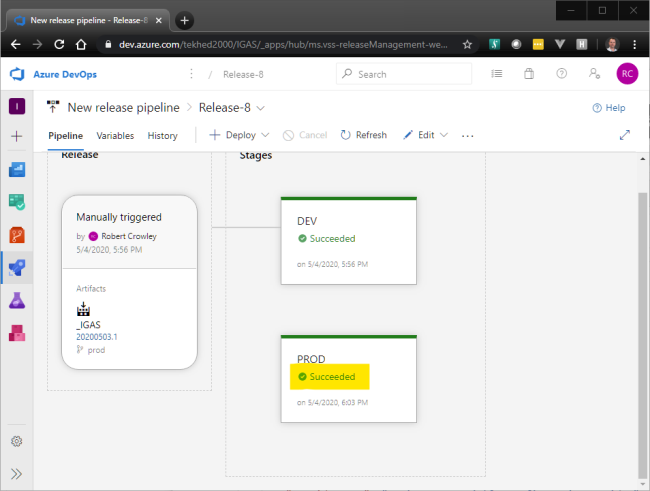 New release pipeline - Release-8
dev.azure.com/tekhed2000/IGAS/_apps/hub/ms.vss-releaseManagement-we...
Azure DevOps
/ Release-8
Search
RC
I
New release pipeline > Release-8
Help
Pipeline Variables History
Deploy Cancel Refresh Edit ...
Release
Stages
Manually triggered
by Robert Crowley
5/4/2020, 5:56 PM
Artifacts
_IGAS
20200503.1
prod
DEV
Succeeded
on 5/4/2020, 5:56 PM
PROD
Succeeded
on 5/4/2020, 6:03 PM